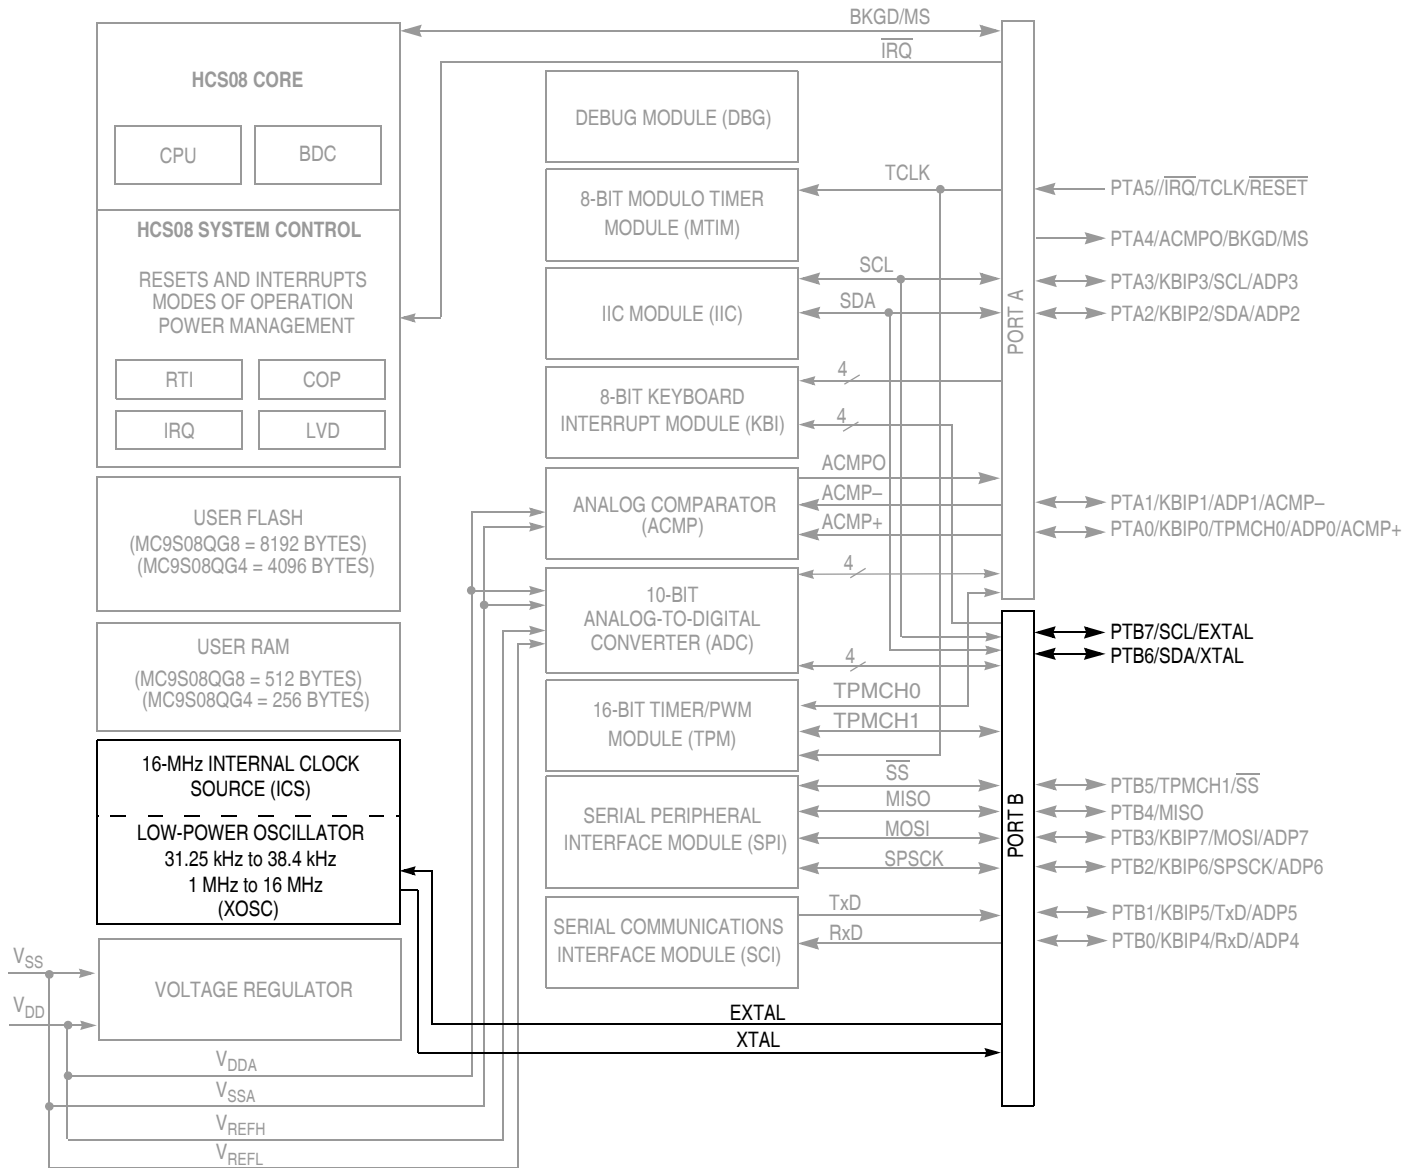 BKGD/MS
IRQ
HCS08 CORE
CPU
BDC
HCS08 SYSTEM CONTROL
RESETS AND INTERRUPTS
MODES OF OPERATION
POWER MANAGEMENT
RTI
COP
IRQ
LVD
USER FLASH
(MC9S08QG8 = 8192 BYTES)
(MC9S08QG4 = 4096 BYTES)
USER RAM
(MC9S08QG8 = 512 BYTES)
(MC9S08QG4 = 256 BYTES)
16-MHz INTERNAL CLOCK
SOURCE (ICS)
LOW-POWER OSCILLATOR
31.25 kHz to 38.4 kHz
1 MHz to 16 MHz
(XOSC)
VSS
VDD
VOLTAGE REGULATOR
VDDA
VSSA
VREFH
VREFL
DEBUG MODULE (DBG)
8-BIT MODULO TIMER
MODULE (MTIM)
TCLK
IIC MODULE (IIC)
SCL
SDA
8-BIT KEYBOARD
INTERRUPT MODULE (KBI)
4
4
ANALOG COMPARATOR
(ACMP)
ACMPO
ACMP–
ACMP+
10-BIT
ANALOG-TO-DIGITAL
CONVERTER (ADC)
4
4
16-BIT TIMER/PWM
MODULE (TPM)
TPMCH0
TPMCH1
SERIAL PERIPHERAL
INTERFACE MODULE (SPI)
SS
MISO
MOSI
SPSCK
SERIAL COMMUNICATIONS
INTERFACE MODULE (SCI)
TxD
RxD
EXTAL
XTAL
PORT A
PTA5//IRQ/TCLK/RESET
PTA4/ACMPO/BKGD/MS
PTA3/KBIP3/SCL/ADP3
PTA2/KBIP2/SDA/ADP2
PTA1/KBIP1/ADP1/ACMP–
PTA0/KBIP0/TPMCH0/ADP0/ACMP+
PORT B
PTB7/SCL/EXTAL
PTB6/SDA/XTAL
PTB5/TPMCH1/SS
PTB4/MISO
PTB3/KBIP7/MOSI/ADP7
PTB2/KBIP6/SPSCK/ADP6
PTB1/KBIP5/TxD/ADP5
PTB0/KBIP4/RxD/ADP4